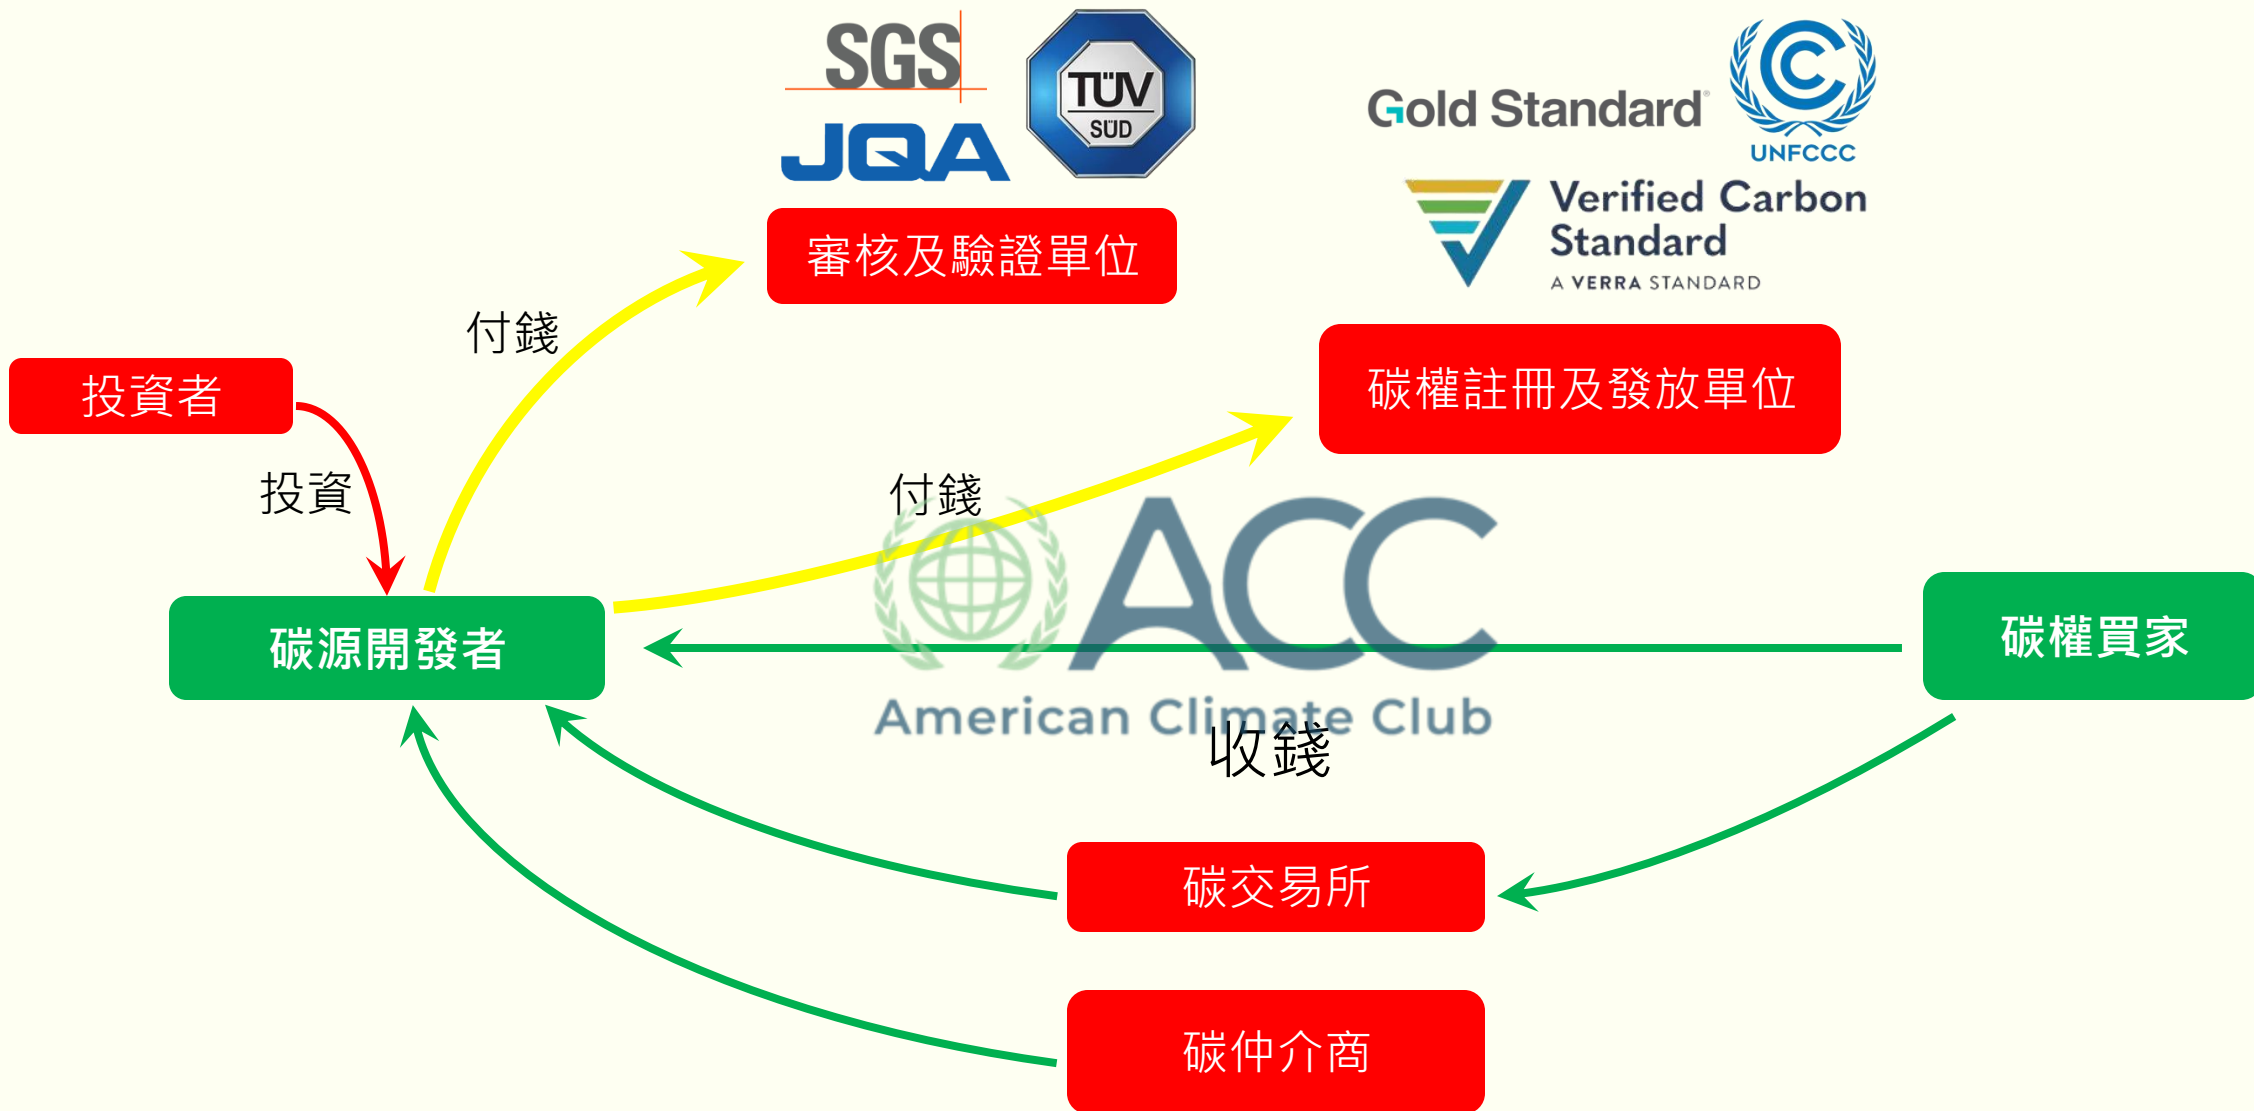 SGS
TÜV
SÜD
JQA
Gold Standard®
UNFCCC
Verified Carbon
Standard
A VERRA STANDARD
審核及驗證單位
付錢
碳權註冊及發放單位
投資者
投資
付錢
ACC
American Climate Club
碳源開發者
碳權買家
收錢
碳交易所
碳仲介商